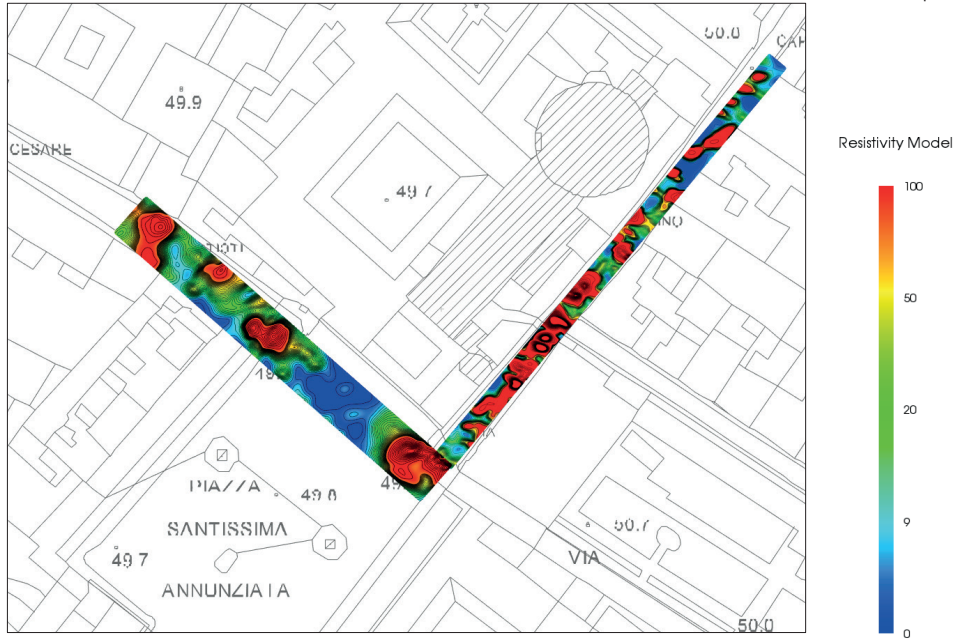 50.0
49.9
CESARE
49.7
Resistivity Model
100
50
20
9
0
PIAZZA
49.8
SANTISSIMA
50.7
49.7
VIA
ANNUNZIATA
50.0